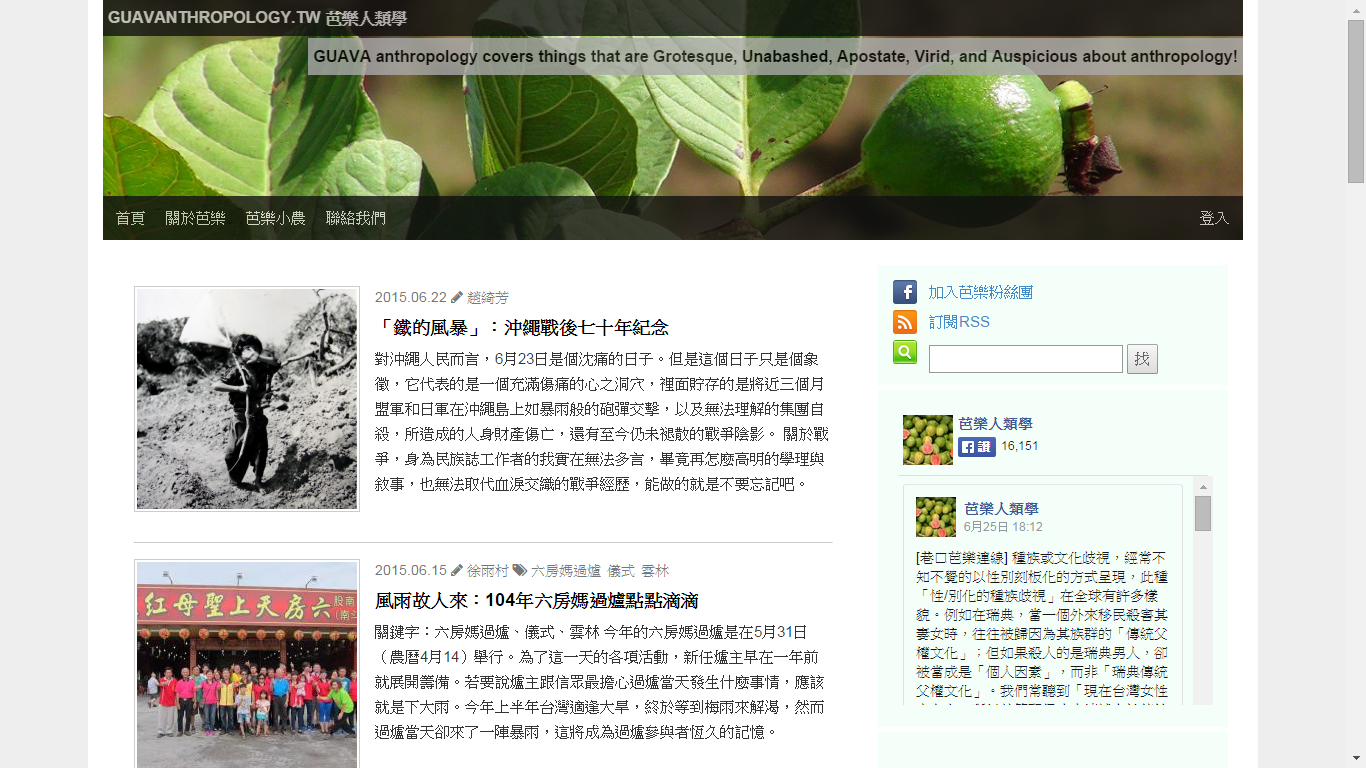 GUAVANTHROPOLOGY.TW 芭樂人類學
GUAVA anthropology covers things that are Grotesque, Unabashed, Apostate, Virid, and Auspicious about anthropology!
首頁 關於芭樂 芭樂小農 聯絡我們 登入
2015.06.22 趙綺芳
「鐵的風暴」：沖繩戰後七十年紀念
對沖繩人民而言，6月23日是個沈痛的日子。但是這個日子只是個象
徵，它代表的是一個充滿傷痛的心之洞穴，裡面貯存的是將近三個月
盟軍和日軍在沖繩島上如暴雨般的砲彈交擊，以及無法理解的集團自
殺，所造成的人身財產傷亡，還有至今仍未褪散的戰爭陰影。 關於戰
爭，身為民族誌工作者的我實在無法多言，畢竟再怎麼高明的學理與
敘事，也無法取代血淚交織的戰爭經歷，能做的就是不要忘記吧。
2015.06.15 徐雨村 六房媽過爐 儀式 雲林
風雨故人來：104年六房媽過爐點點滴滴
關鍵字：六房媽過爐、儀式、雲林 今年的六房媽過爐是在5月31日
（農曆4月14）舉行。為了這一天的各項活動，新任爐主早在一年前
就展開籌備。若要說爐主跟信眾最擔心過爐當天發生什麼事情，應該
就是下大雨。今年上半年台灣適逢大旱，終於等到梅雨來解渴，然而
過爐當天卻來了一陣暴雨，這將成為過爐參與者恆久的記憶。
紅母聖上天房六
加入芭樂粉絲團
訂閱RSS
找
芭樂人類學
讚 16,151
芭樂人類學
6月25日 18:12
[巷口芭樂連線] 種族或文化歧視，經常不
知不覺的以性別刻板化的方式呈現，此種
「性/別化的種族歧視」在全球有許多樣
貌。例如在瑞典，當一個外來移民殺害其
妻女時，往往被歸因為其族群的「傳統父
權文化」；但如果殺人的是瑞典男人，卻
被當成是「個人因素」，而非「瑞典傳統
父權文化」。我們常聽到「現在台灣女性